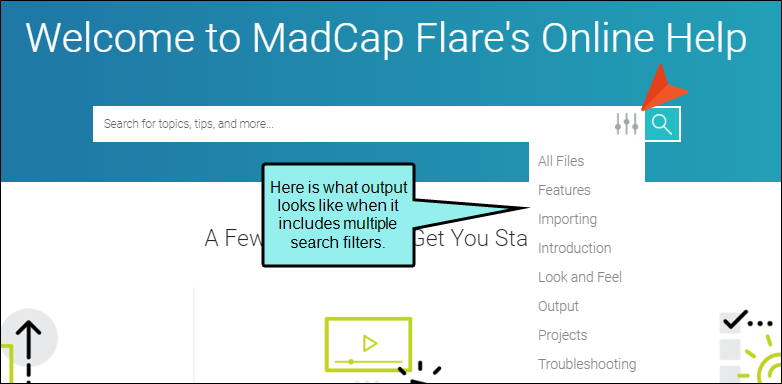 Welcome to MadCap Flare's Online Help
Search for topics, tips, and more...
All Files
Features
Importing
Introduction
Look and Feel
Output
Projects
Troubleshooting
Here is what output
looks like when it
includes multiple
search filters.
A Few Get You Sta